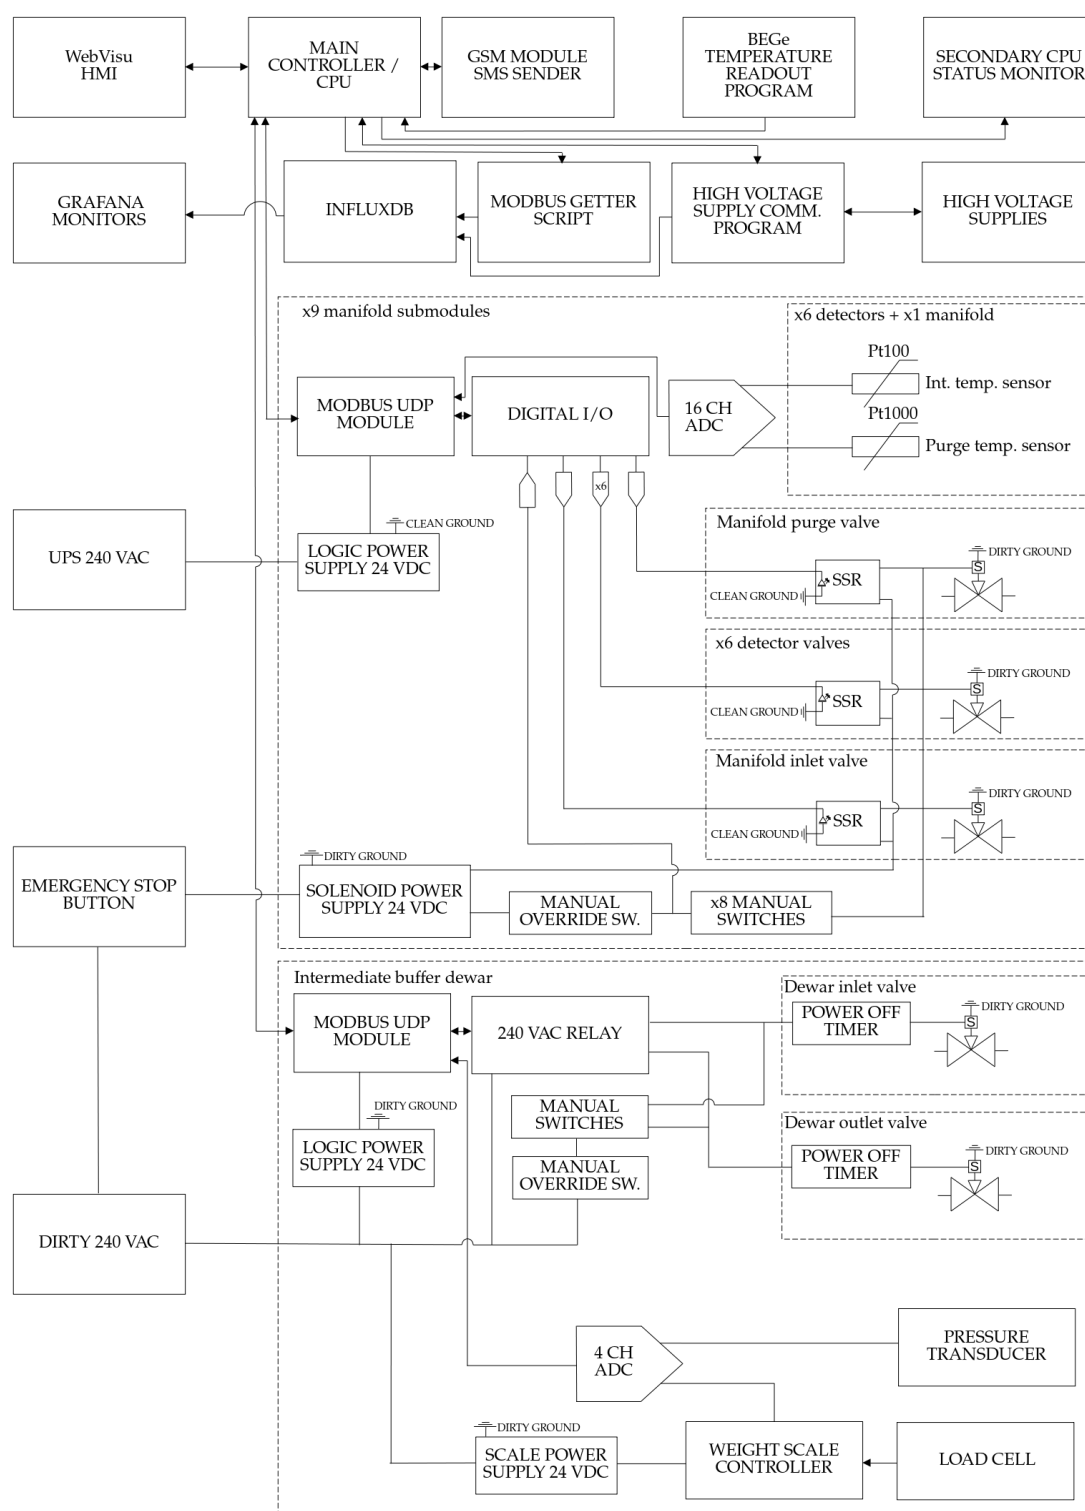 WebVisu
HMI
MAIN
CONTROLLER /
CPU
GSM MODULE
SMS SENDER
BEGe
TEMPERATURE
READOUT
PROGRAM
SECONDARY CPU
STATUS MONITOR
GRAFANA
MONITORS
INFLUXDB
MODBUS GETTER
SCRIPT
HIGH VOLTAGE
SUPPLY COMM.
PROGRAM
HIGH VOLTAGE
SUPPLIES
x9 manifold submodules
x6 detectors + x1 manifold
Pt100
Int. temp. sensor
Pt1000
Purge temp. sensor
MODBUS UDP
MODULE
DIGITAL I/O
16 CH
ADC
x6
CLEAN GROUND
UPS 240 VAC
LOGIC POWER
SUPPLY 24 VDC
Manifold purge valve
DIRTY GROUND
S
SSR
CLEAN GROUND
x6 detector valves
DIRTY GROUND
S
SSR
CLEAN GROUND
Manifold inlet valve
DIRTY GROUND
S
SSR
CLEAN GROUND
DIRTY GROUND
EMERGENCY STOP
BUTTON
SOLENOID POWER
SUPPLY 24 VDC
MANUAL
OVERRIDE SW.
x8 MANUAL
SWITCHES
Intermediate buffer dewar
MODBUS UDP
MODULE
240 VAC RELAY
Dewar inlet valve
POWER OFF
TIMER
DIRTY GROUND
S
MANUAL
SWITCHES
DIRTY GROUND
LOGIC POWER
SUPPLY 24 VDC
MANUAL
OVERRIDE SW.
Dewar outlet valve
POWER OFF
TIMER
DIRTY GROUND
S
DIRTY 240 VAC
4 CH
ADC
PRESSURE
TRANSDUCER
DIRTY GROUND
SCALE POWER
SUPPLY 24 VDC
WEIGHT SCALE
CONTROLLER
LOAD CELL